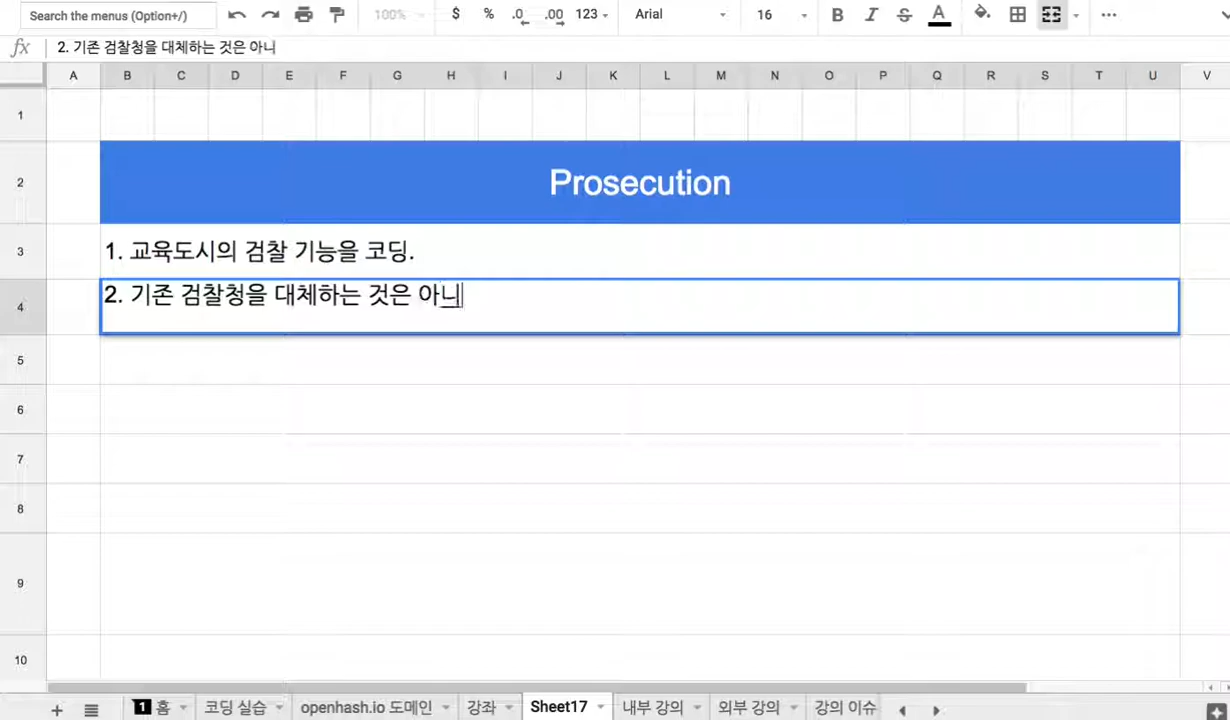 Search the menus (Option+/) 100% $ % .0 .00 123 Arial 16 B I S A
fx 2. 기존 검찰청을 대체하는 것은 아니
A B C D E F G H I J K L M N O P Q R S T U V
1
2 Prosecution
3 1. 교육도시의 검찰 기능을 코딩.
4 2. 기존 검찰청을 대체하는 것은 아니
5
6
7
8
9
10
1 홈 코딩 실습 openhash.io 도메인 강좌 Sheet17 내부 강의 외부 강의 강의 이슈